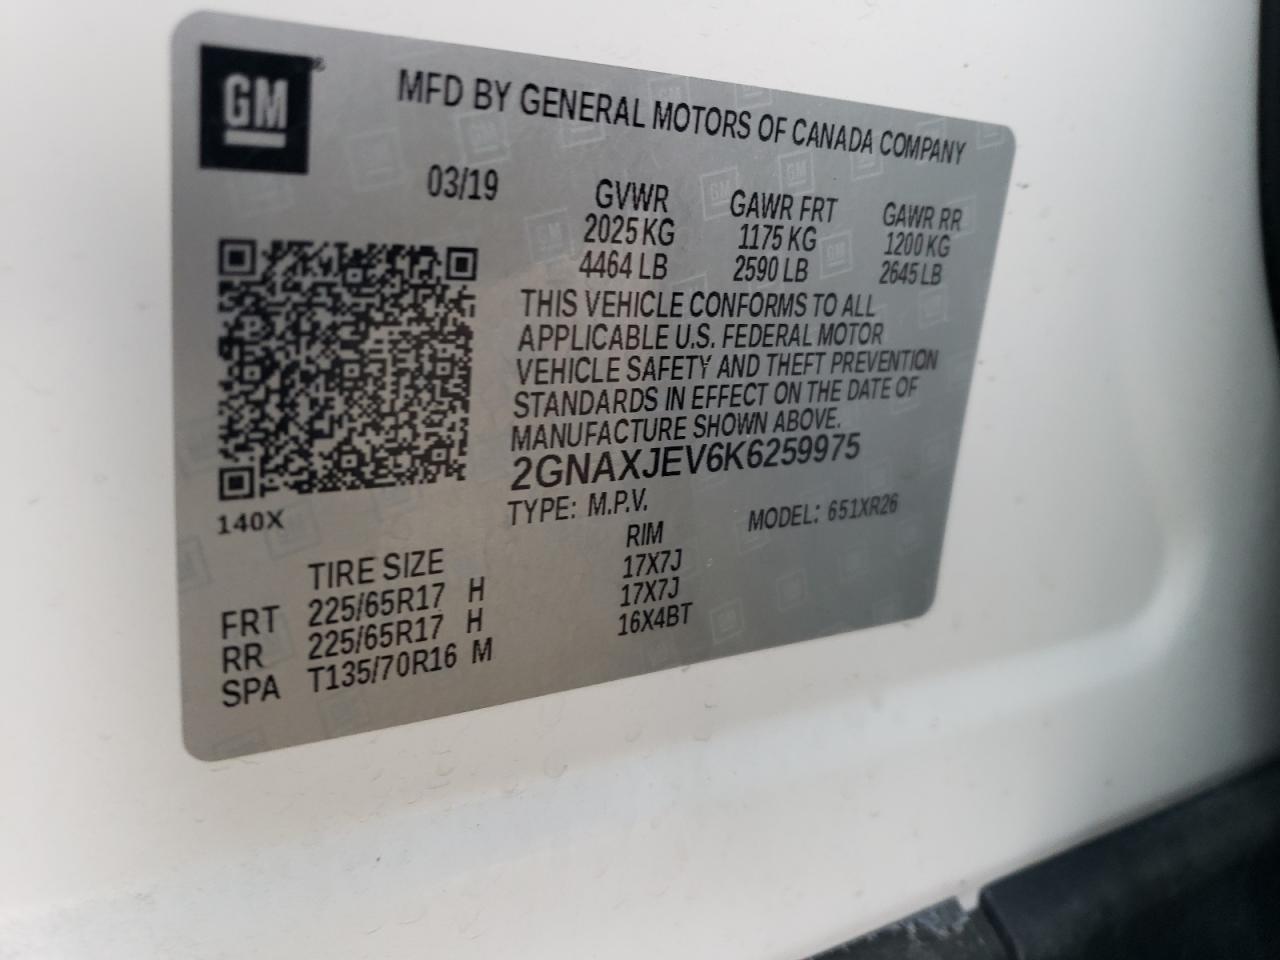 GM
MFD BY GENERAL MOTORS OF CANADA COMPANY
03/19
GVWR GAWR FRT GAWR RR
2025 KG 1175 KG 1200 KG
4464 LB 2590 LB 2645 LB
THIS VEHICLE CONFORMS TO ALL
APPLICABLE U.S. FEDERAL MOTOR
VEHICLE SAFETY AND THEFT PREVENTION
STANDARDS IN EFFECT ON THE DATE OF
MANUFACTURE SHOWN ABOVE.
2GNAXJEV6K6259975
140X
TYPE: M.P.V. MODEL: 651XR26
TIRE SIZE RIM
FRT 225/65R17 H 17X7J
RR 225/65R17 H 17X7J
SPA T135/70R16 M 16X4BT